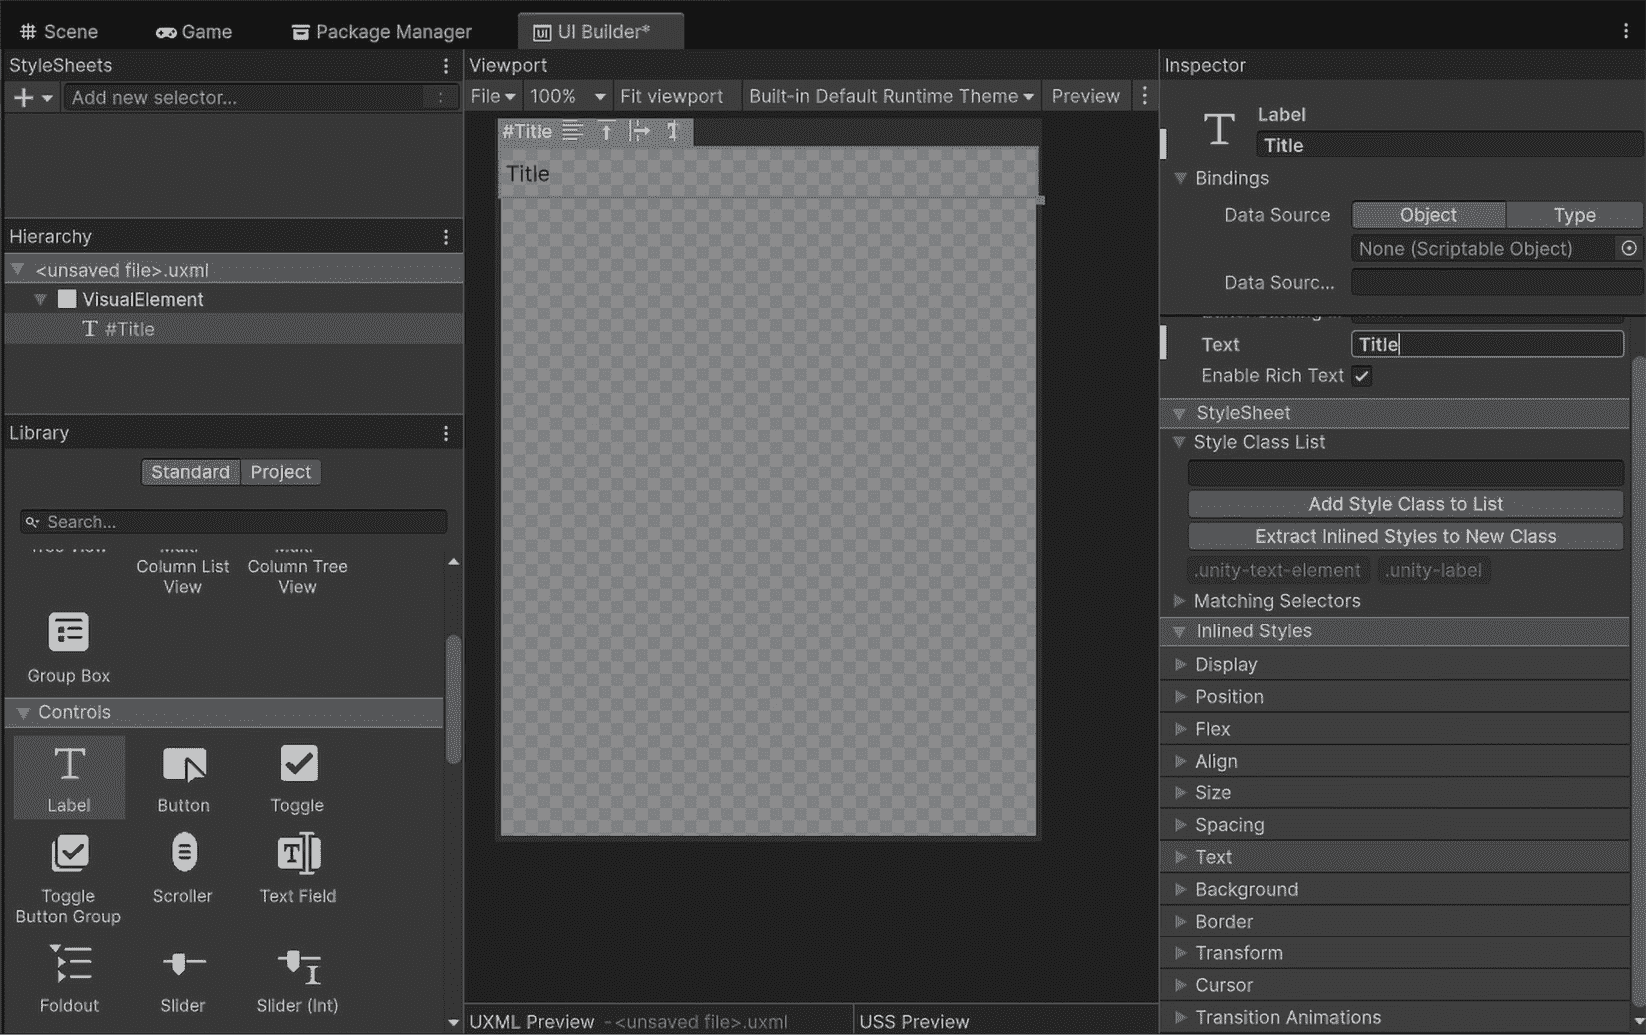 Scene
Game
Package Manager
UI Builder*
StyleSheets
Add new selector...
Hierarchy
<unsaved file>.uxml
VisualElement
#Title
Library
Standard
Project
Search...
Tree View
Multi-
Column List
View
Multi-
Column Tree
View
Group Box
Controls
Label
Button
Toggle
Toggle
Button Group
Scroller
Text Field
Foldout
Slider
Slider (Int)
Viewport
File
100%
Fit viewport
Built-in Default Runtime Theme
Preview
#Title
Title
UXML Preview - <unsaved file>.uxml
USS Preview
Inspector
Label
Title
Bindings
Data Source
Object
Type
None (Scriptable Object)
Data Sourc...
Text
Title
Enable Rich Text
StyleSheet
Style Class List
Add Style Class to List
Extract Inlined Styles to New Class
.unity-text-element
.unity-label
Matching Selectors
Inlined Styles
Display
Position
Flex
Align
Size
Spacing
Text
Background
Border
Transform
Cursor
Transition Animations